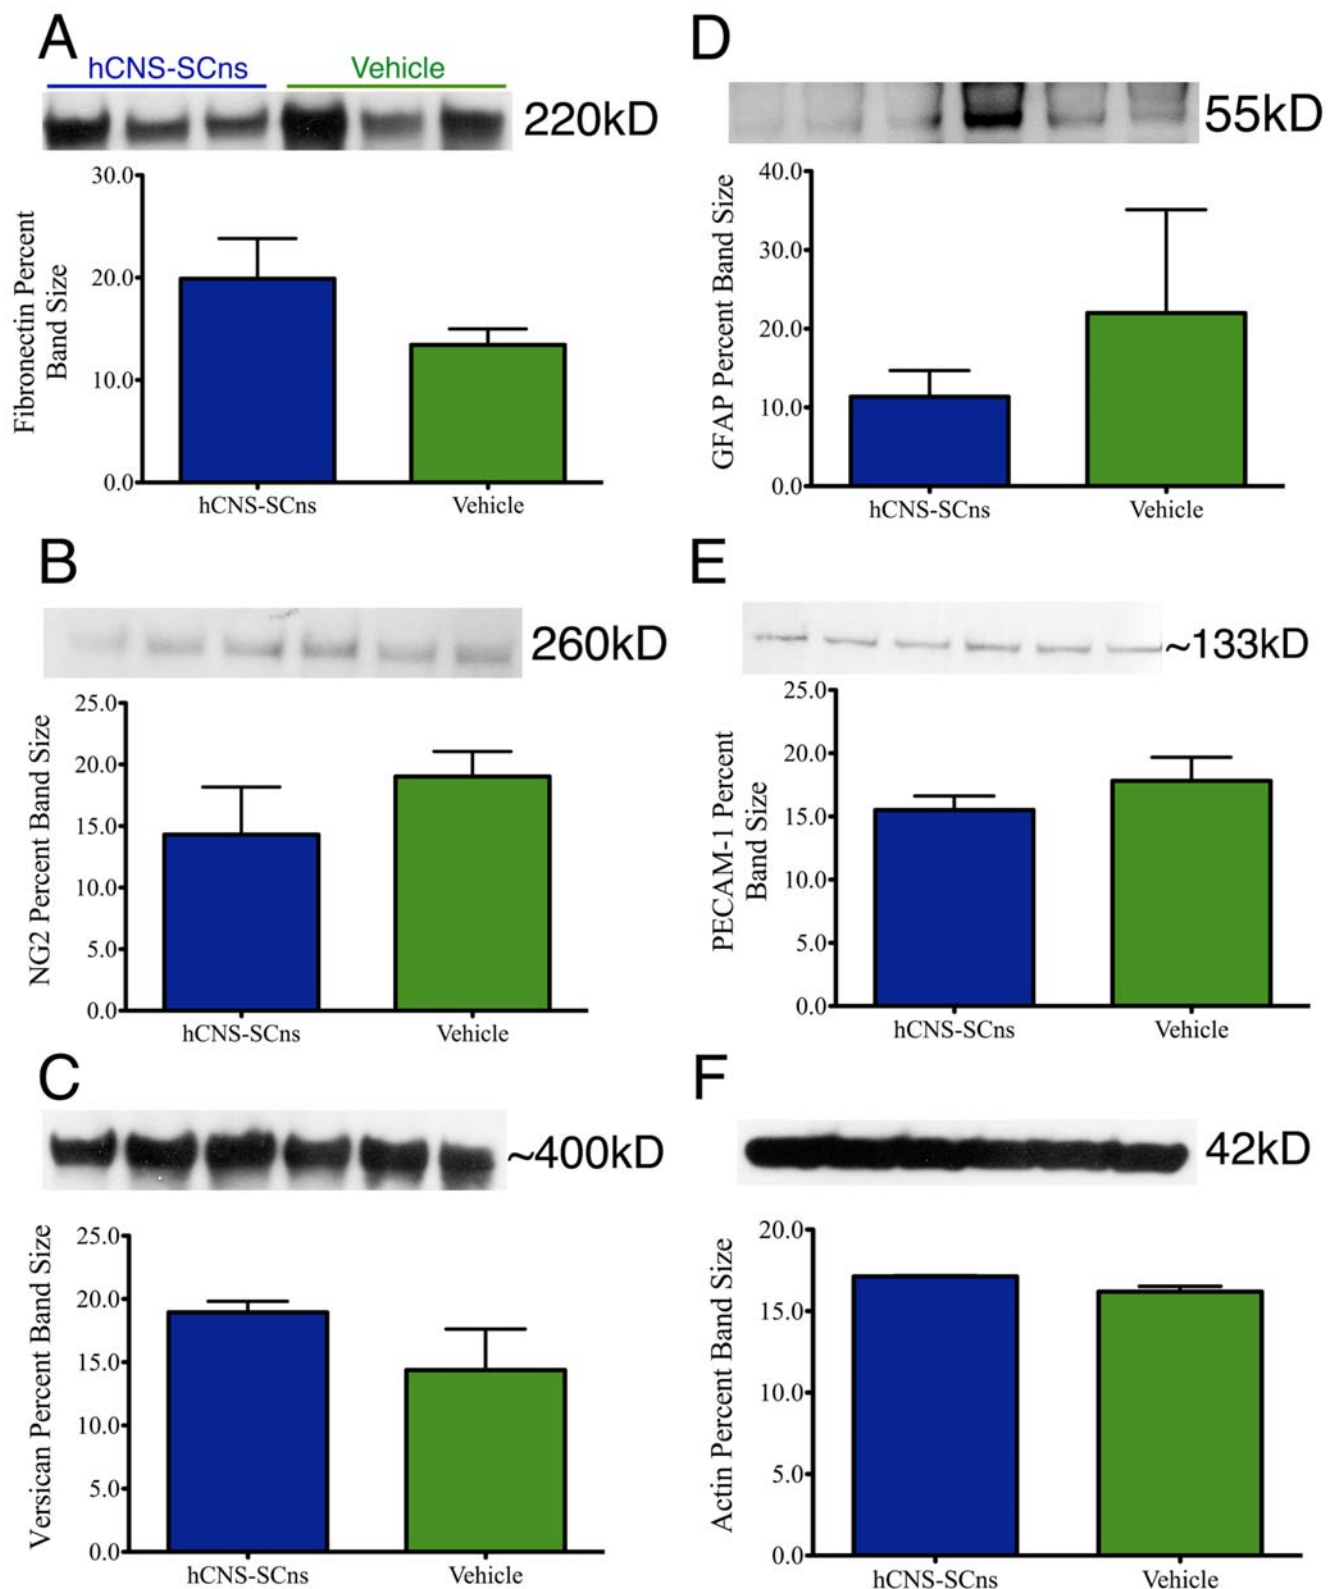 A
hCNS-SCns Vehicle
220kD
Fibronectin Percent
Band Size
30.0
20.0
10.0
0.0
hCNS-SCns Vehicle
B
260kD
NG2 Percent Band Size
25.0
20.0
15.0
10.0
5.0
0.0
hCNS-SCns Vehicle
C
~400kD
Versican Percent Band Size
25.0
20.0
15.0
10.0
5.0
0.0
hCNS-SCns Vehicle
D
55kD
GFAP Percent Band Size
40.0
30.0
20.0
10.0
0.0
hCNS-SCns Vehicle
E
~133kD
PECAM-1 Percent
Band Size
25.0
20.0
15.0
10.0
5.0
0.0
hCNS-SCns Vehicle
F
42kD
Actin Percent Band Size
20.0
15.0
10.0
5.0
0.0
hCNS-SCns Vehicle